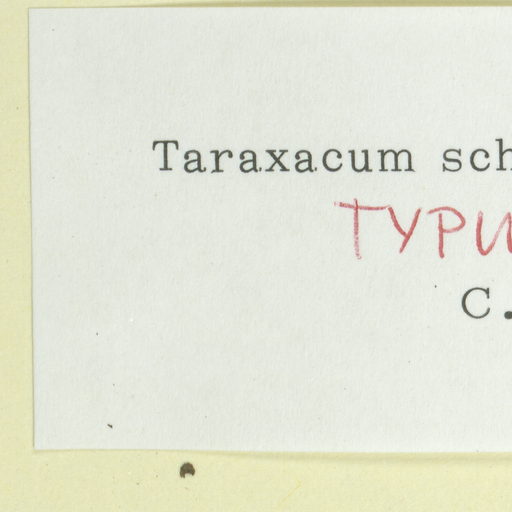 Taraxacum sch
TYPU
C.